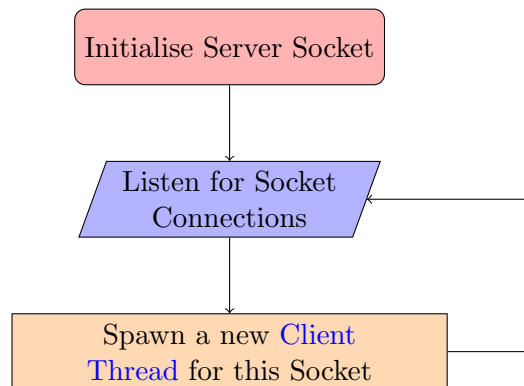 Initialise Server Socket
Listen for Socket
Connections
Spawn a new Client
Thread for this Socket